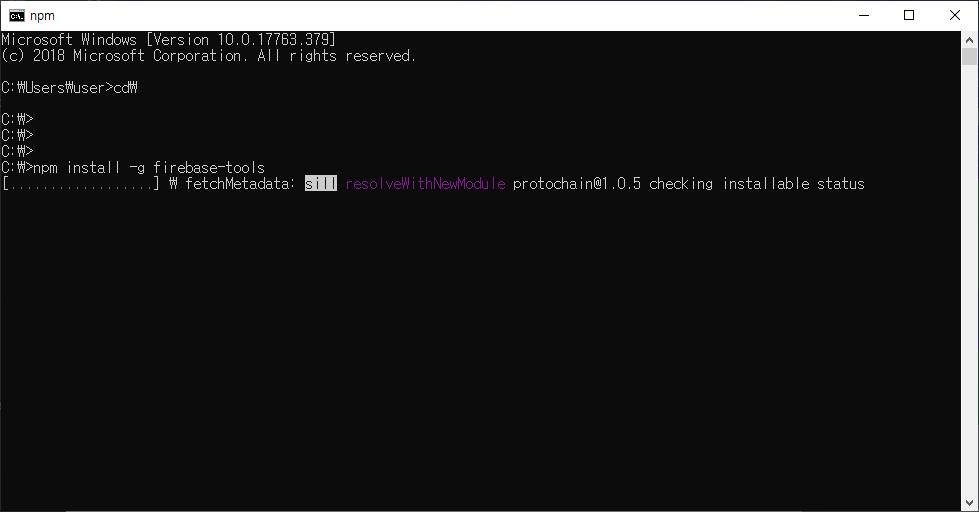 npm
Microsoft Windows [Version 10.0.17763.379]
(c) 2018 Microsoft Corporation. All rights reserved.
C:₩Users₩user>cd₩
C:₩>
C:₩>
C:₩>
C:₩>npm install -g firebase-tools
[..................] ₩ fetchMetadata: sill resolveWithNewModule protochain@1.0.5 checking installable status